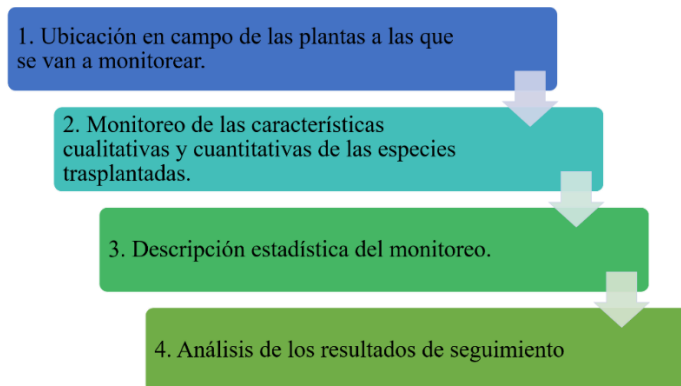 1. Ubicación en campo de las plantas a las que
se van a monitorear.
2. Monitoreo de las características
cualitativas y cuantitativas de las especies
trasplantadas.
3. Descripción estadística del monitoreo.
4. Análisis de los resultados de seguimiento